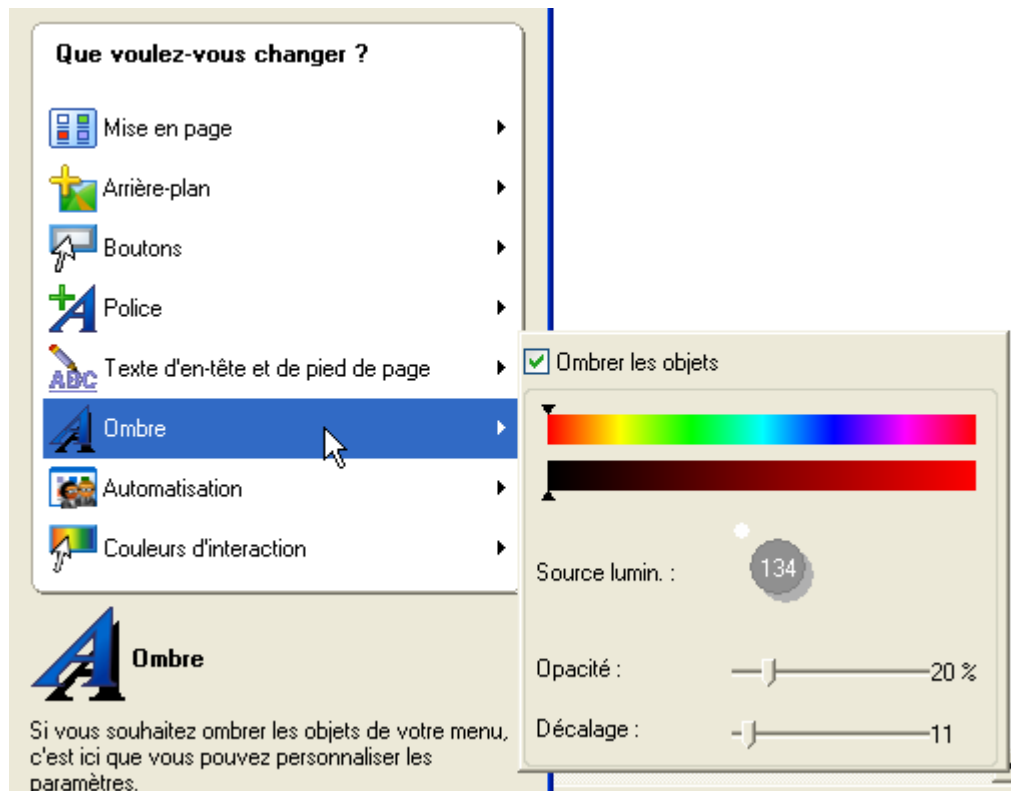 Que voulez-vous changer ?
Mise en page
Arrière-plan
Boutons
Police
ABC Texte d'en-tête et de pied de page
Ombre
Automatisation
Couleurs d'interaction
Ombre
Si vous souhaitez ombrer les objets de votre menu,
c'est ici que vous pouvez personnaliser les
paramètres.
Ombrer les objets
Source lumin. : 134
Opacité : 20 %
Décalage : 11